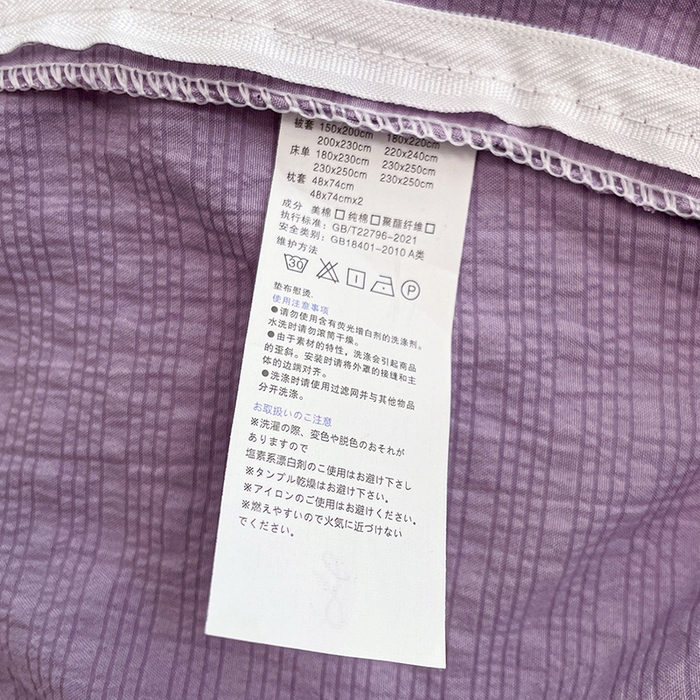 被套 150x200cm 180x220cm
200x230cm 220x240cm
床单 180x230cm 230x250cm
230x250cm 230x250cm
枕套 48x74cm
48x74cmx2
成分 美棉□ 纯棉□ 聚酯纤维□
执行标准: GB/T22796-2021
安全类别: GB18401-2010 A类
维护方法
30 P
垫布熨烫.
使用注意事项
●请勿使用含有荧光增白剂的洗涤剂。
水洗时请勿滚筒干燥。
●由于素材的特性，洗涤会引起商品
的歪斜。安装时请将外罩的接缝和主
体的边端对齐。
●洗涤时请使用过滤网并与其他物品
分开洗涤。
お取扱いのご注意
※洗濯の際、变色や脱色のおそれが
ありますので
塩素系漂白剤のご使用はお避け下さし
※タンブル乾燥はお避け下さい。
※アイロンのご使用はお避けください。
※燃えやすいので火気に近づけない
でください。